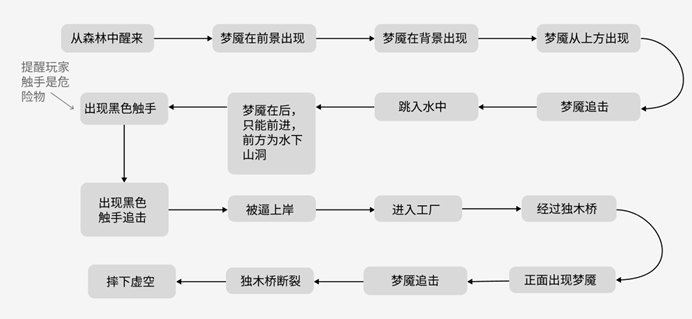 从森林中醒来
梦魇在前景出现
梦魇在背景出现
梦魇从上方出现
提醒玩家
触手是危
险物
出现黑色触手
梦魇在后，
只能前进，
前方为水下
山洞
跳入水中
梦魇追击
出现黑色
触手追击
被逼上岸
进入工厂
经过独木桥
摔下虚空
独木桥断裂
梦魇追击
正面出现梦魇